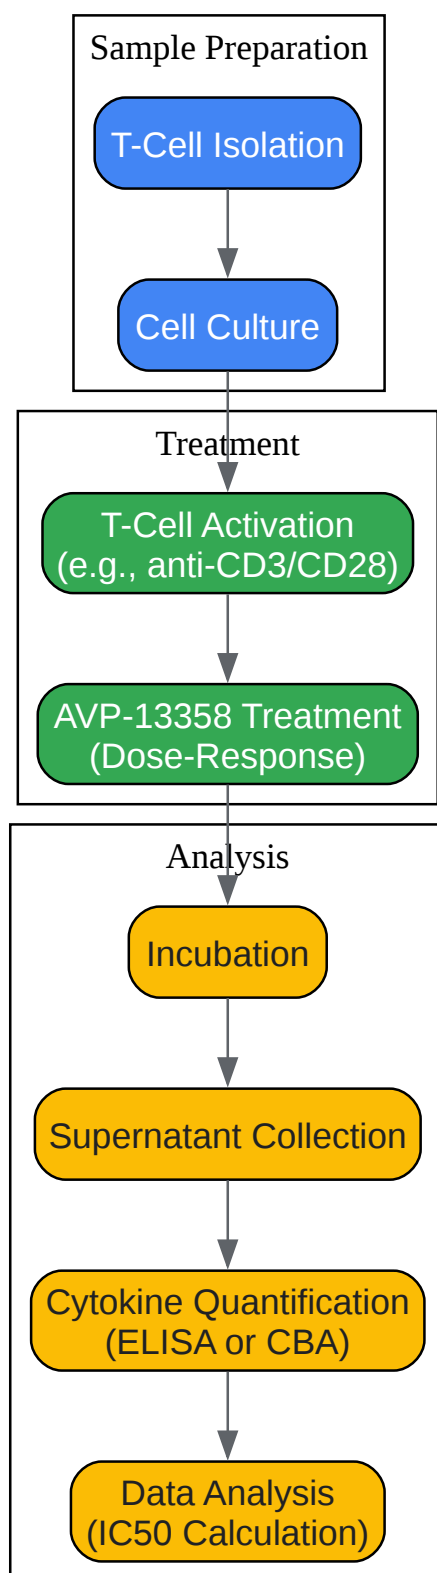 Sample Preparation
T-Cell Isolation
Cell Culture
Treatment
T-Cell Activation
(e.g., anti-CD3/CD28)
AVP-13358 Treatment
(Dose-Response)
Analysis
Incubation
Supernatant Collection
Cytokine Quantification
(ELISA or CBA)
Data Analysis
(IC50 Calculation)